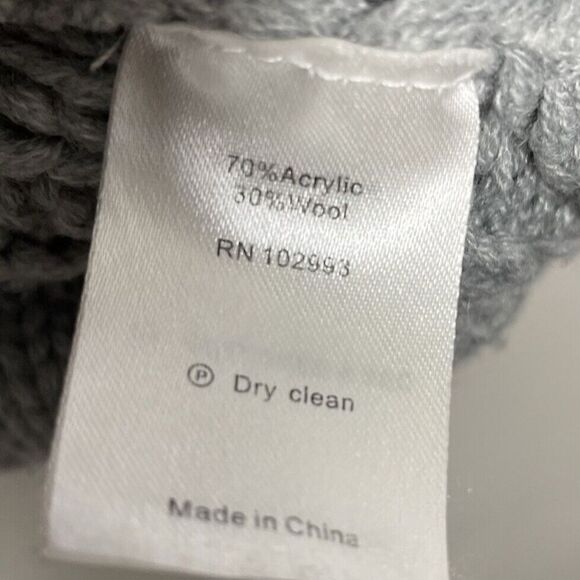 70%Acrylic
30%Wool
RN 102993
Ⓟ Dry clean
Made in China